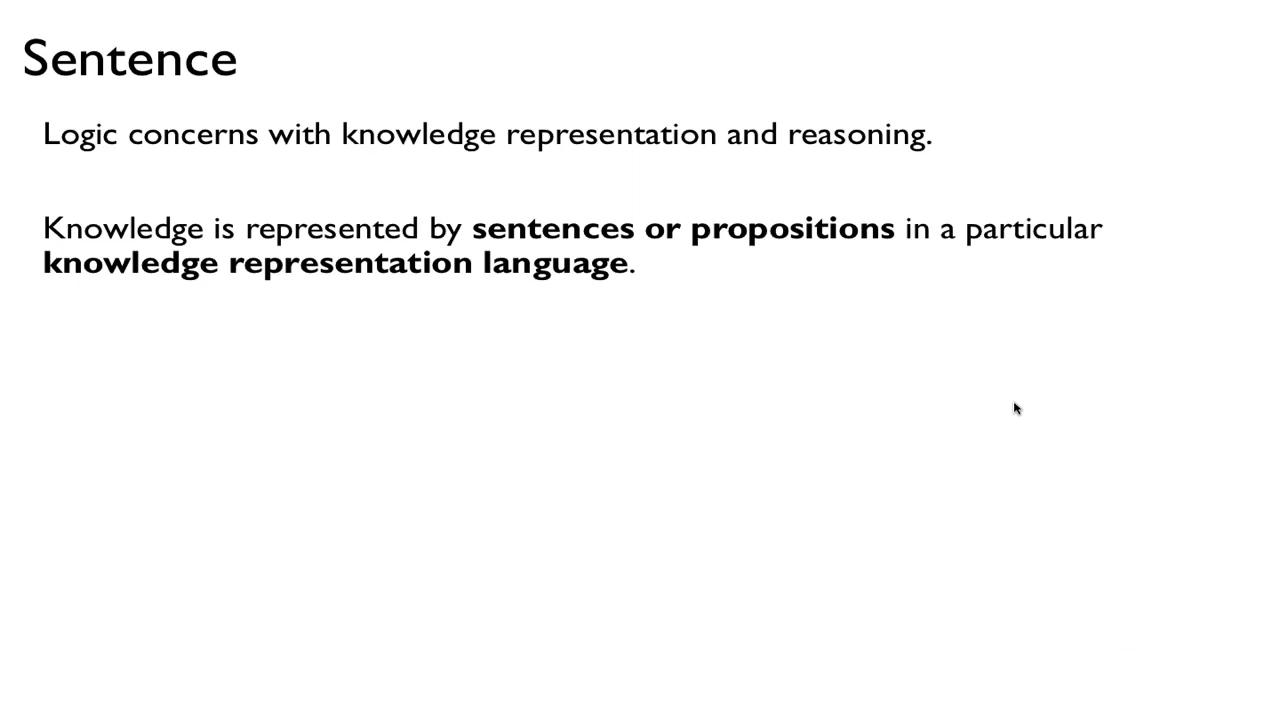 Sentence
Logic concerns with knowledge representation and reasoning.
Knowledge is represented by sentences or propositions in a particular
knowledge representation language.